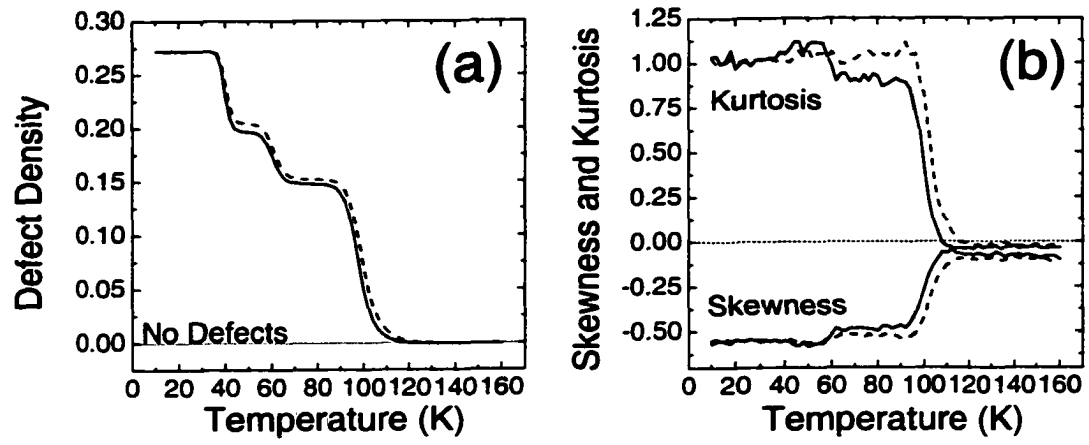 0.30
0.25
0.20
0.15
0.10
0.05
0.00
Defect Density
(a)
No Defects
0 20 40 60 80 100 120 140 160
Temperature (K)
1.25
1.00
0.75
0.50
0.25
0.00
-0.25
-0.50
Skewness and Kurtosis
(b)
Kurtosis
Skewness
0 20 40 60 80 100 120 140 160
Temperature (K)